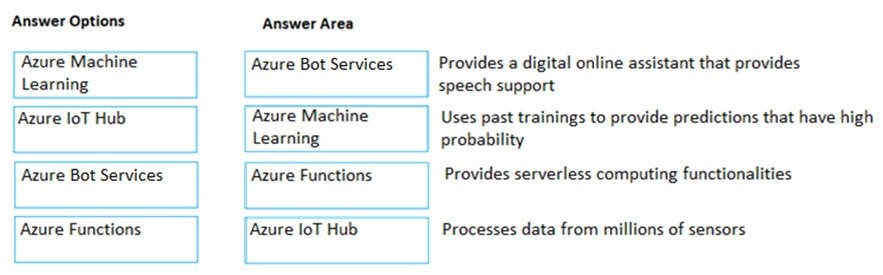 Answer Options
Answer Area
Azure Machine
Learning
Azure Bot Services
Provides a digital online assistant that provides
speech support
Azure IoT Hub
Azure Machine
Learning
Uses past trainings to provide predictions that have high
probability
Azure Bot Services
Azure Functions
Provides serverless computing functionalities
Azure Functions
Azure IoT Hub
Processes data from millions of sensors